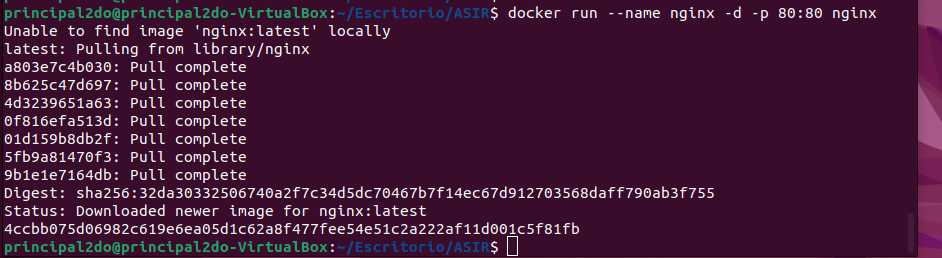 principal2do@principal2do-VirtualBox:~/Escritorio/ASIR$ docker run --name nginx -d -p 80:80 nginx
Unable to find image 'nginx:latest' locally
latest: Pulling from library/nginx
a803e7c4b030: Pull complete
8b625c47d697: Pull complete
4d3239651a63: Pull complete
0f816efa513d: Pull complete
01d159b8db2f: Pull complete
5fb9a81470f3: Pull complete
9b1e1e7164db: Pull complete
Digest: sha256:32da30332506740a2f7c34d5dc70467b7f14ec67d912703568daff790ab3f755
Status: Downloaded newer image for nginx:latest
4ccbb075d06982c619e6ea05d1c62a8f477fee54e51c2a222af11d001c5f81fb
principal2do@principal2do-VirtualBox:~/Escritorio/ASIR$